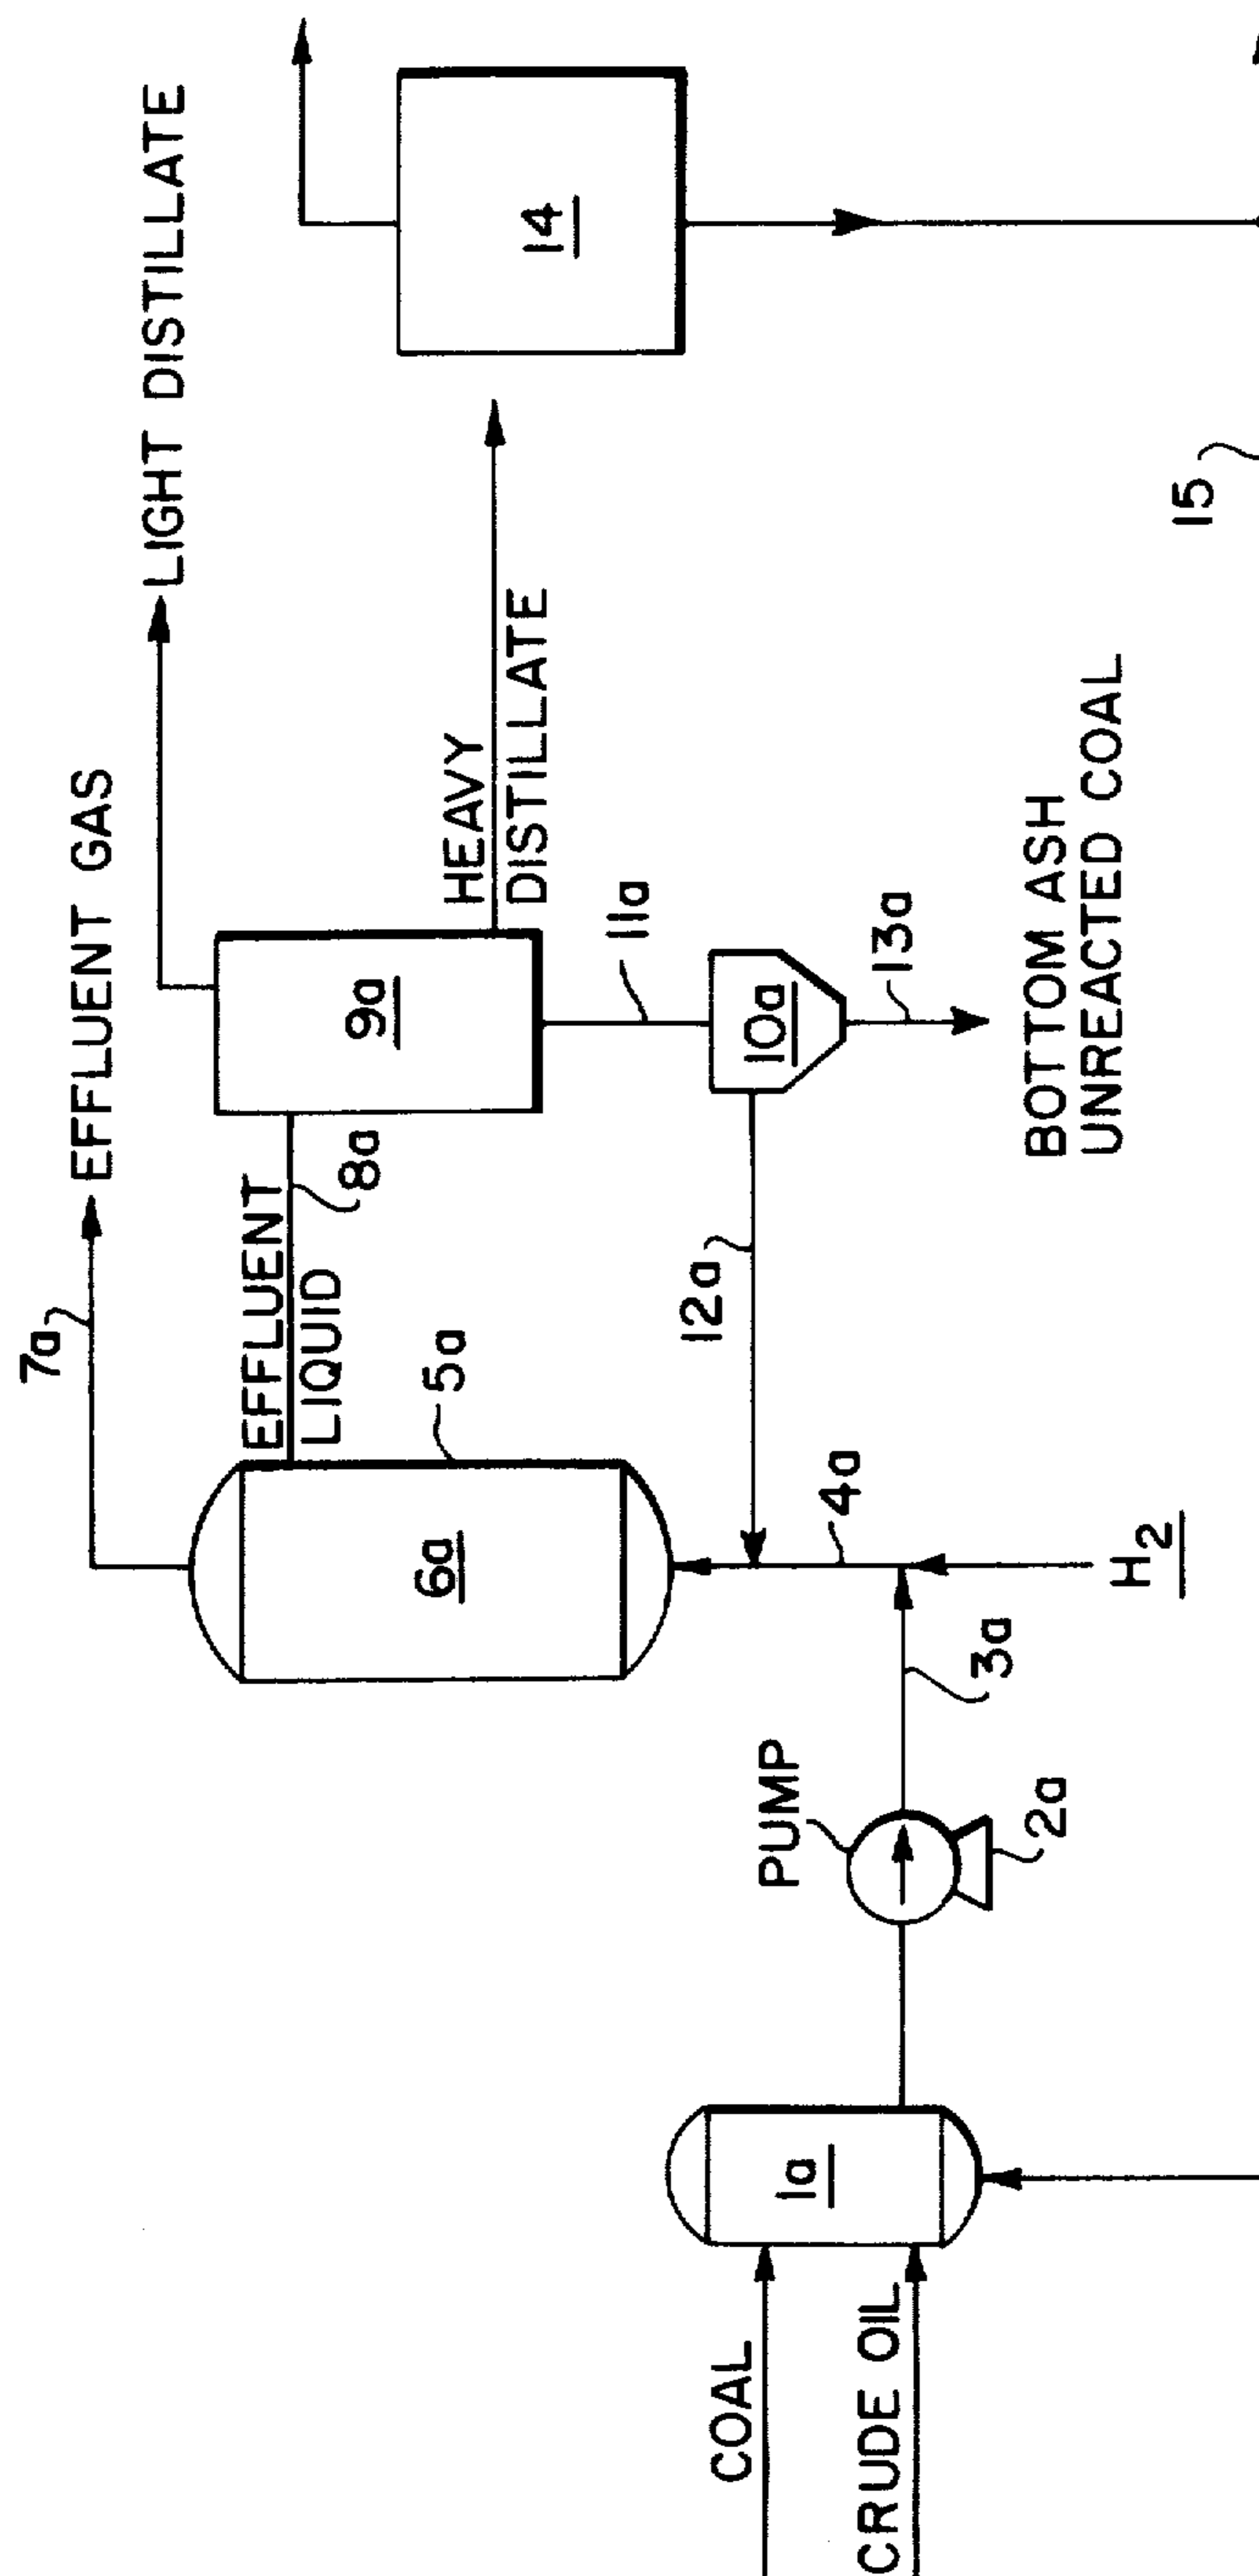 COAL
CRUDE OIL
1a
PUMP
2a
3a
H2
4a
5a
6a
7a
EFFLUENT GAS
EFFLUENT
LIQUID
8a
9a
LIGHT DISTILLATE
HEAVY
DISTILLATE
10a
11a
12a
13a
BOTTOM ASH
UNREACTED COAL
14
15